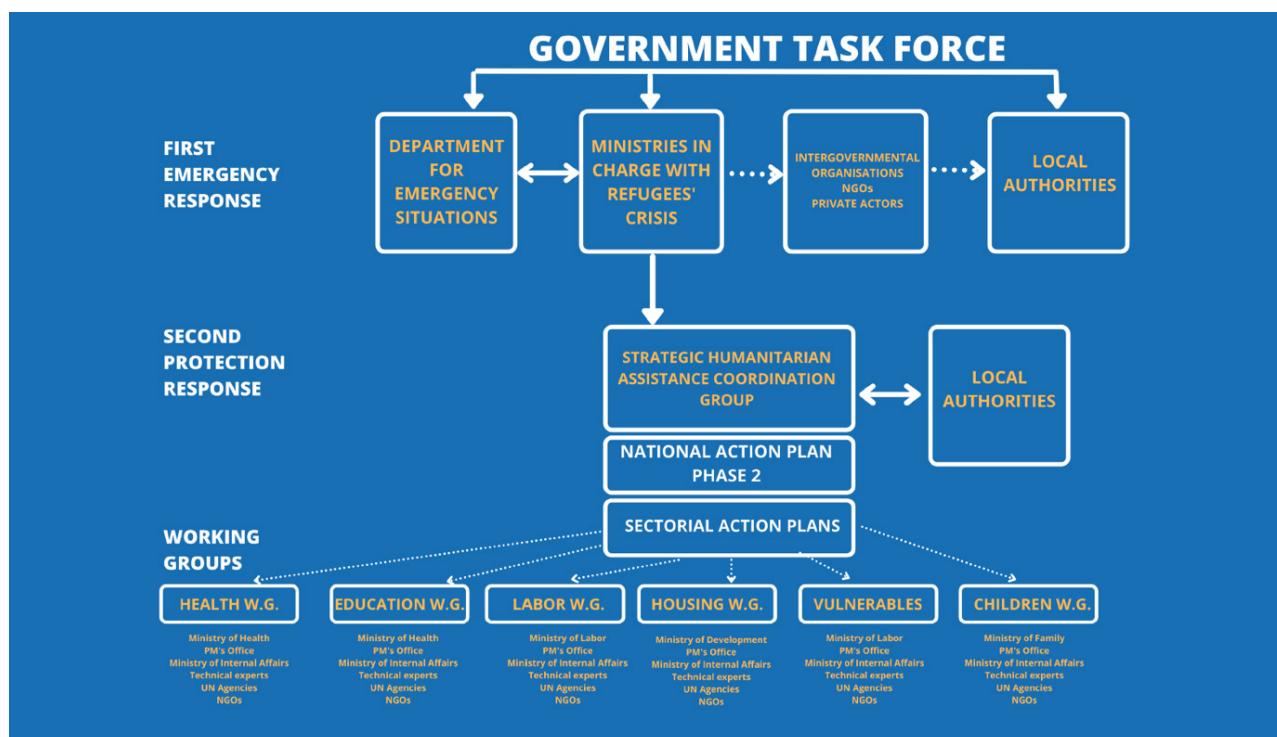 GOVERNMENT TASK FORCE
FIRST
EMERGENCY
RESPONSE
DEPARTMENT
FOR
EMERGENCY
SITUATIONS
MINISTRIES IN
CHARGE WITH
REFUGEES'
CRISIS
INTERGOVERNMENTAL
ORGANISATIONS
NGOs
PRIVATE ACTORS
LOCAL
AUTHORITIES
SECOND
PROTECTION
RESPONSE
STRATEGIC HUMANITARIAN
ASSISTANCE COORDINATION
GROUP
LOCAL
AUTHORITIES
NATIONAL ACTION PLAN
PHASE 2
SECTORIAL ACTION PLANS
WORKING
GROUPS
HEALTH W.G.
Ministry of Health
PM's Office
Ministry of Internal Affairs
Technical experts
UN Agencies
NGOs
EDUCATION W.G.
Ministry of Health
PM's Office
Ministry of Internal Affairs
Technical experts
UN Agencies
NGOs
LABOR W.G.
Ministry of Labor
PM's Office
Ministry of Internal Affairs
Technical experts
UN Agencies
NGOs
HOUSING W.G.
Ministry of Development
PM's Office
Ministry of Internal Affairs
Technical experts
UN Agencies
NGOs
VULNERABLES
Ministry of Labor
PM's Office
Ministry of Internal Affairs
Technical experts
UN Agencies
NGOs
CHILDREN W.G.
Ministry of Family
PM's Office
Ministry of Internal Affairs
Technical experts
UN Agencies
NGOs